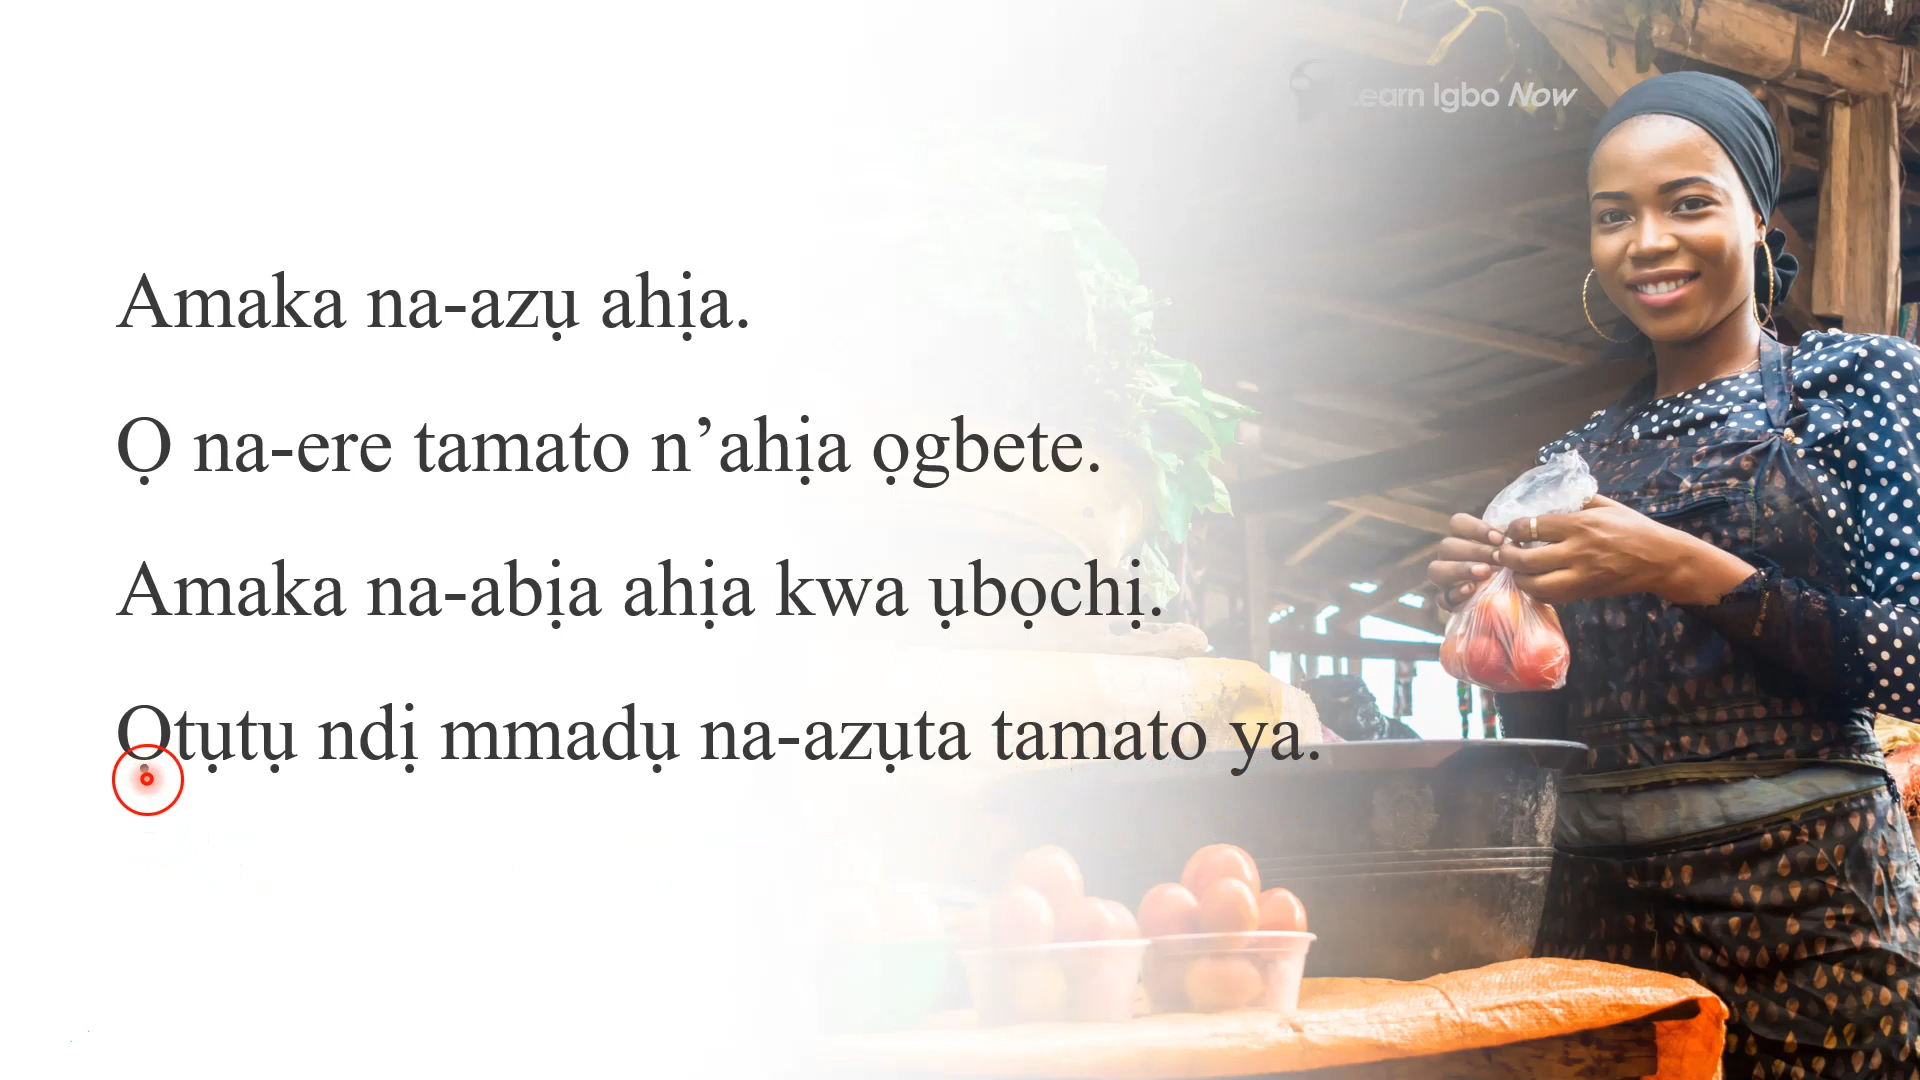 Learn Igbo Now
Amaka na-azụ ahịa.
Ọ na-ere tamato n’ahịa ọgbete.
Amaka na-abịa ahịa kwa ụbọchị.
Ọtụtụ ndị mmadụ na-azụta tamato ya.